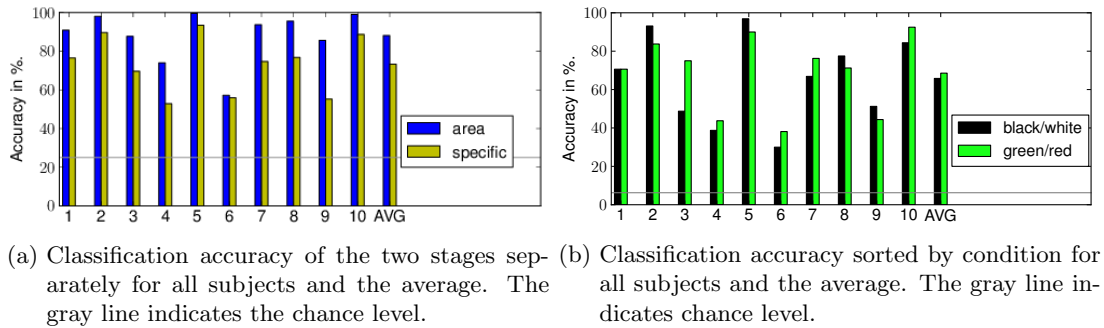 100
80
60
40
20
0
Accuracy in %.
1 2 3 4 5 6 7 8 9 10 AVG
area
specific
100
80
60
40
20
0
Accuracy in %.
1 2 3 4 5 6 7 8 9 10 AVG
black/white
green/red
(a) Classification accuracy of the two stages sep-
arately for all subjects and the average. The
gray line indicates the chance level.
(b) Classification accuracy sorted by condition for
all subjects and the average. The gray line in-
dicates chance level.